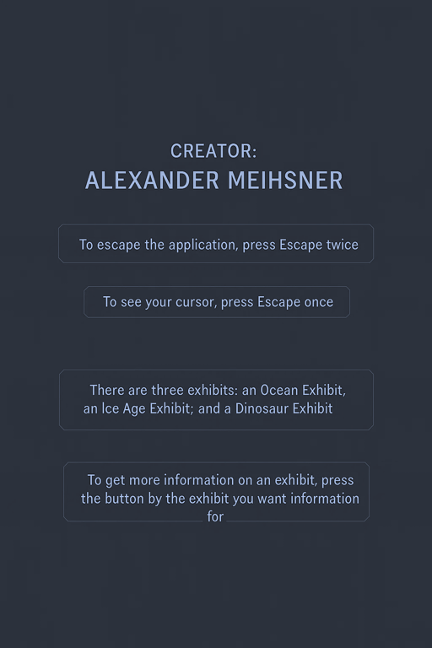 CREATOR:
ALEXANDER MEIHSNER
To escape the application, press Escape twice
To see your cursor, press Escape once
There are three exhibits: an Ocean Exhibit,
an Ice Age Exhibit; and a Dinosaur Exhibit
To get more information on an exhibit, press
the button by the exhibit you want information
for